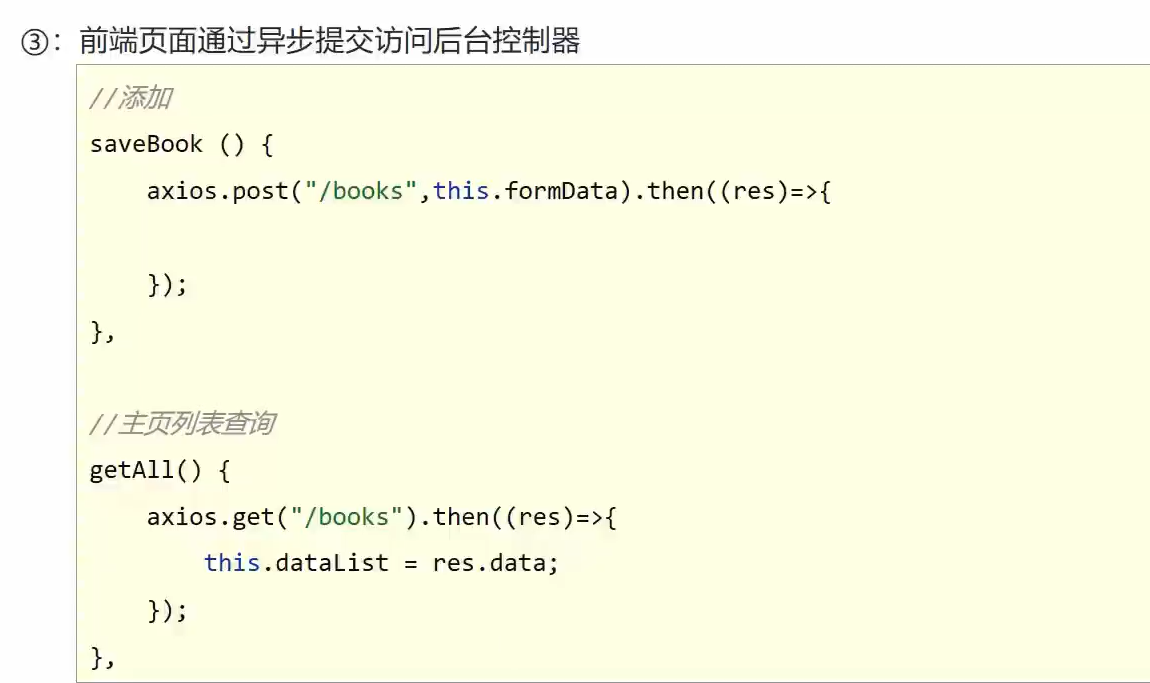 ③：前端页面通过异步提交访问后台控制器
//添加
saveBook () {
    axios.post("/books",this.formData).then((res)=>{
    });
},
//主页列表查询
getAll() {
    axios.get("/books").then((res)=>{
        this.dataList = res.data;
    });
},